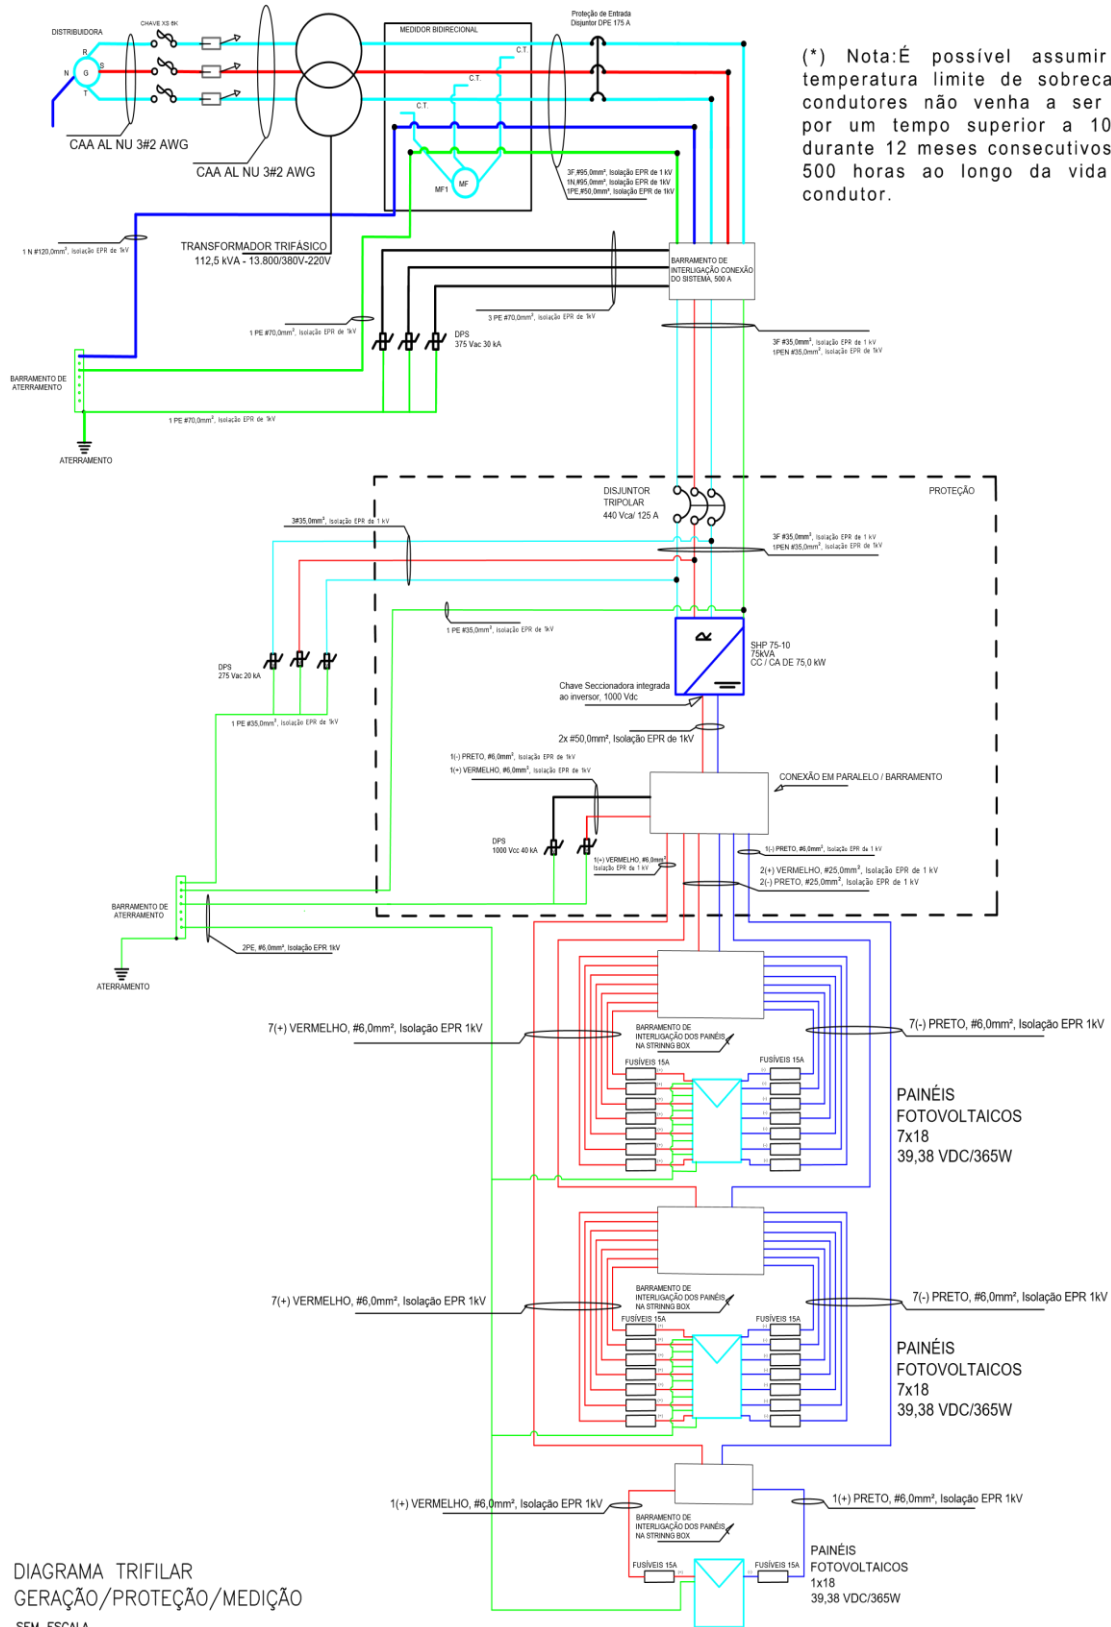 DISTRIBUIDORA
CHAVE XS 8K
R
S
N
G
T
CAA AL NU 3#2 AWG
CAA AL NU 3#2 AWG
MEDIDOR BIDIRECIONAL
C.T.
C.T.
C.T.
MF1
MF
Proteção de Entrada
Disjuntor DPE 175 A
(*) Nota:É possível assumir
temperatura limite de sobreca
condutores não venha a ser
por um tempo superior a 10
durante 12 meses consecutivos
500 horas ao longo da vida
condutor.
3F,#95,0mm², Isolação EPR de 1 kV
1N,#95,0mm², Isolação EPR de 1kV
1PE,#50,0mm², Isolação EPR de 1kV
1 N #120,0mm², Isolação EPR de 1kV
TRANSFORMADOR TRIFÁSICO
112,5 kVA - 13.800/380V-220V
BARRAMENTO DE
INTERLIGAÇÃO CONEXÃO
DO SISTEMA, 500 A
1 PE #70,0mm², Isolação EPR de 1kV
3 PE #70,0mm², Isolação EPR de 1kV
DPS
375 Vac 30 kA
3F #35,0mm², Isolação EPR de 1 kV
1PEN #35,0mm², Isolação EPR de 1kV
BARRAMENTO DE
ATERRAMENTO
1 PE #70,0mm², Isolação EPR de 1kV
ATERRAMENTO
DISJUNTOR
TRIPOLAR
440 Vca/ 125 A
PROTEÇÃO
3#35,0mm², Isolação EPR de 1 kV
3F #35,0mm², Isolação EPR de 1 kV
1PEN #35,0mm², Isolação EPR de 1kV
1 PE #35,0mm², Isolação EPR de 1kV
SHP 75-10
75kVA
CC / CA DE 75,0 kW
DPS
275 Vac 20 kA
Chave Seccionadora integrada
ao inversor, 1000 Vdc
1 PE #35,0mm², Isolação EPR de 1kV
2x #50,0mm², Isolação EPR de 1kV
1(-) PRETO, #6,0mm², Isolação EPR de 1kV
1(+) VERMELHO, #6,0mm², Isolação EPR de 1kV
CONEXÃO EM PARALELO / BARRAMENTO
DPS
1000 Vcc 40 kA
1(+) VERMELHO, #6,0mm²
Isolação EPR de 1 kV
1(-) PRETO, #6,0mm², Isolação EPR de 1 kV
2(+) VERMELHO, #25,0mm², Isolação EPR de 1 kV
2(-) PRETO, #25,0mm², Isolação EPR de 1 kV
BARRAMENTO DE
ATERRAMENTO
2PE, #6,0mm², Isolação EPR 1kV
ATERRAMENTO
7(+) VERMELHO, #6,0mm², Isolação EPR 1kV
BARRAMENTO DE
INTERLIGAÇÃO DOS PAINÉIS
NA STRINNG BOX
7(-) PRETO, #6,0mm², Isolação EPR 1kV
FUSÍVEIS 15A
FUSÍVEIS 15A
PAINÉIS
FOTOVOLTAICOS
7x18
39,38 VDC/365W
7(+) VERMELHO, #6,0mm², Isolação EPR 1kV
BARRAMENTO DE
INTERLIGAÇÃO DOS PAINÉIS
NA STRINNG BOX
7(-) PRETO, #6,0mm², Isolação EPR 1kV
FUSÍVEIS 15A
FUSÍVEIS 15A
PAINÉIS
FOTOVOLTAICOS
7x18
39,38 VDC/365W
1(+) VERMELHO, #6,0mm², Isolação EPR 1kV
1(+) PRETO, #6,0mm², Isolação EPR 1kV
BARRAMENTO DE
INTERLIGAÇÃO DOS PAINÉIS
NA STRINNG BOX
FUSÍVEIS 15A
FUSÍVEIS 15A
PAINÉIS
FOTOVOLTAICOS
1x18
39,38 VDC/365W
DIAGRAMA TRIFILAR
GERAÇÃO/PROTEÇÃO/MEDIÇÃO
SEM ESCALA